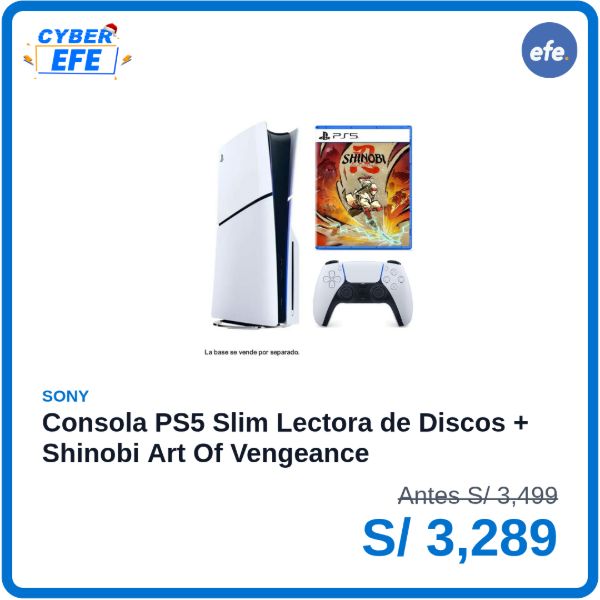 CYBER
EFE
efe.
PS5
SHINOBI
忍
La base se vende por separado.
SONY
Consola PS5 Slim Lectora de Discos +
Shinobi Art Of Vengeance
Antes S/ 3,499
S/ 3,289